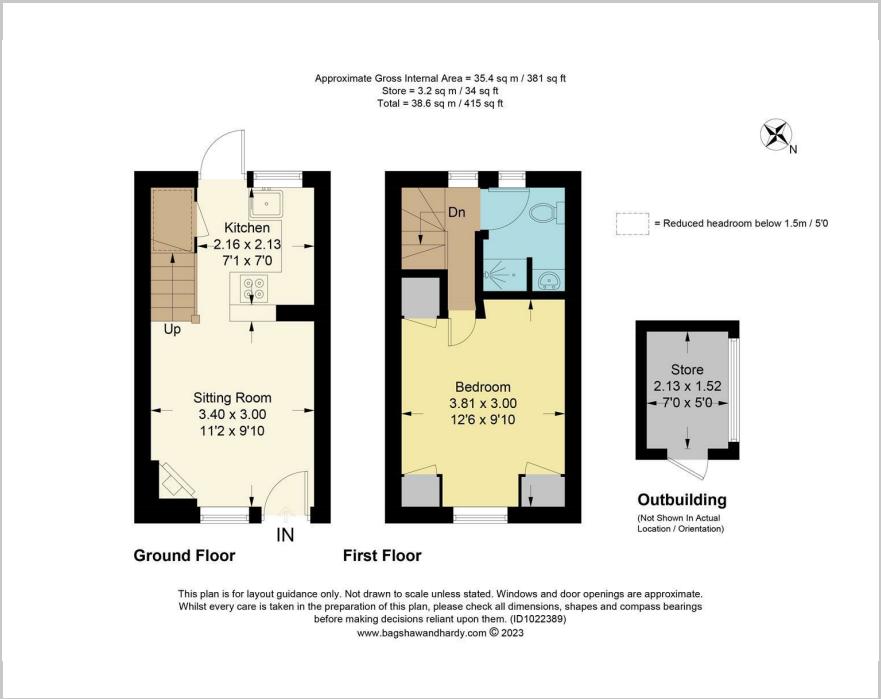 Approximate Gross Internal Area = 35.4 sq m / 381 sq ft
Store = 3.2 sq m / 34 sq ft
Total = 38.6 sq m / 415 sq ft
N
= Reduced headroom below 1.5m / 5'0
Kitchen
2.16 x 2.13
7'1 x 7'0
Up
Sitting Room
3.40 x 3.00
11'2 x 9'10
IN
Ground Floor
Dn
Bedroom
3.81 x 3.00
12'6 x 9'10
First Floor
Store
2.13 x 1.52
7'0 x 5'0
Outbuilding
(Not Shown In Actual
Location / Orientation)
This plan is for layout guidance only. Not drawn to scale unless stated. Windows and door openings are approximate.
Whilst every care is taken in the preparation of this plan, please check all dimensions, shapes and compass bearings
before making decisions reliant upon them. (ID1022389)
www.bagshawandhardy.com © 2023